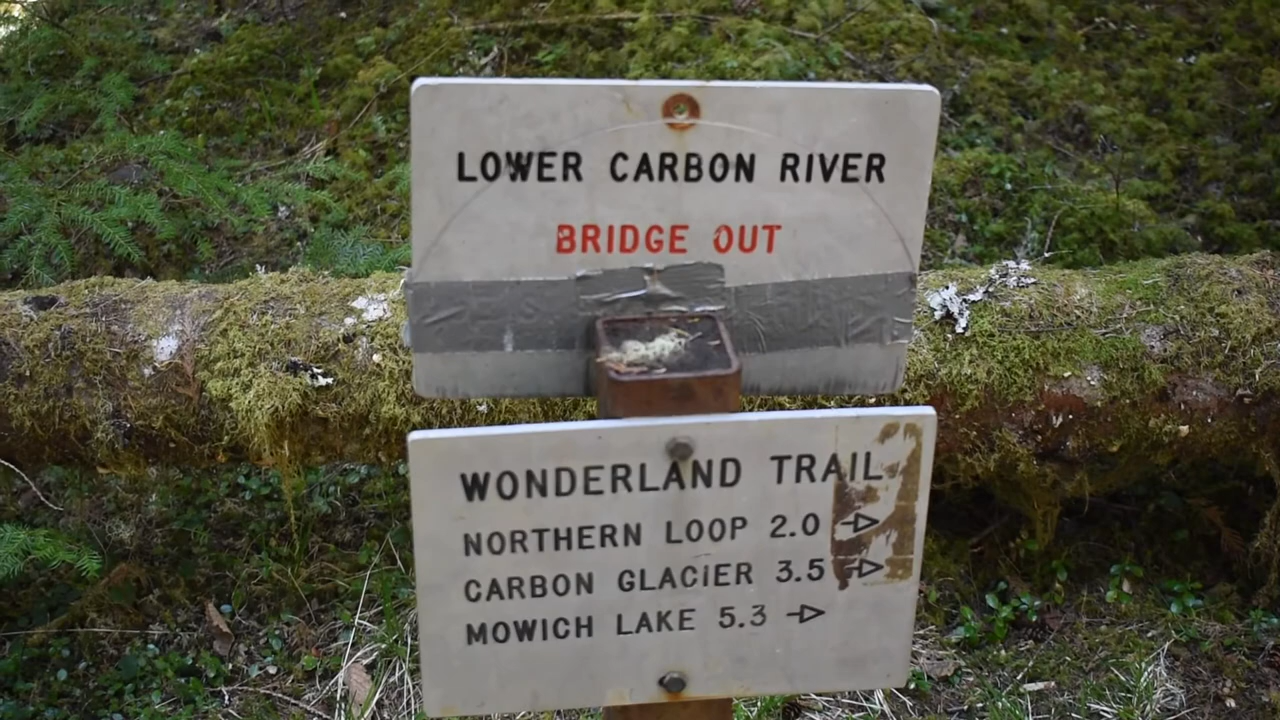 LOWER CARBON RIVER
BRIDGE OUT
WONDERLAND TRAIL
NORTHERN LOOP 2.0
CARBON GLACiER 3.5
MOWICH LAKE 5.3